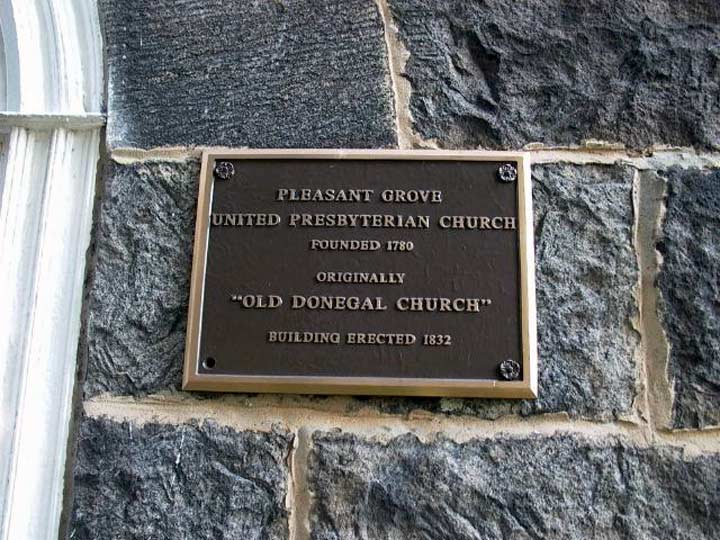 PLEASANT GROVE
UNITED PRESBYTERIAN CHURCH
FOUNDED 1780
ORIGINALLY
"OLD DONEGAL CHURCH"
BUILDING ERECTED 1832